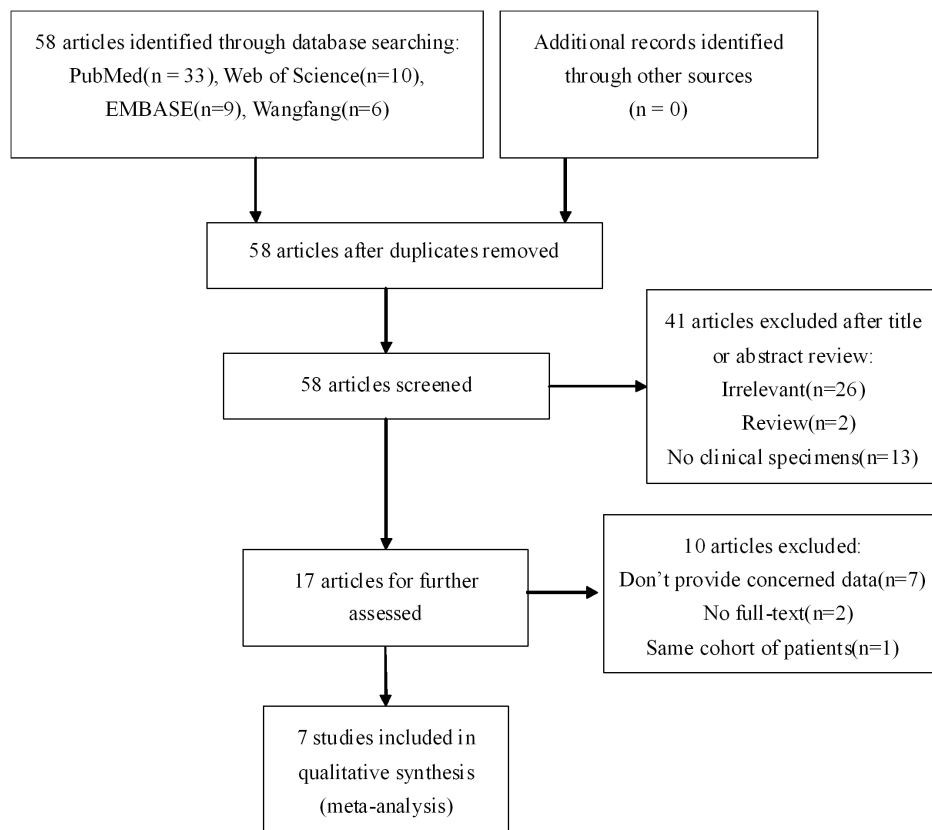 58 articles identified through database searching:
PubMed(n = 33), Web of Science(n=10),
EMBASE(n=9), Wangfang(n=6)
Additional records identified
through other sources
(n = 0)
58 articles after duplicates removed
58 articles screened
41 articles excluded after title
or abstract review:
Irrelevant(n=26)
Review(n=2)
No clinical specimens(n=13)
17 articles for further
assessed
10 articles excluded:
Don’t provide concerned data(n=7)
No full-text(n=2)
Same cohort of patients(n=1)
7 studies included in
qualitative synthesis
(meta-analysis)